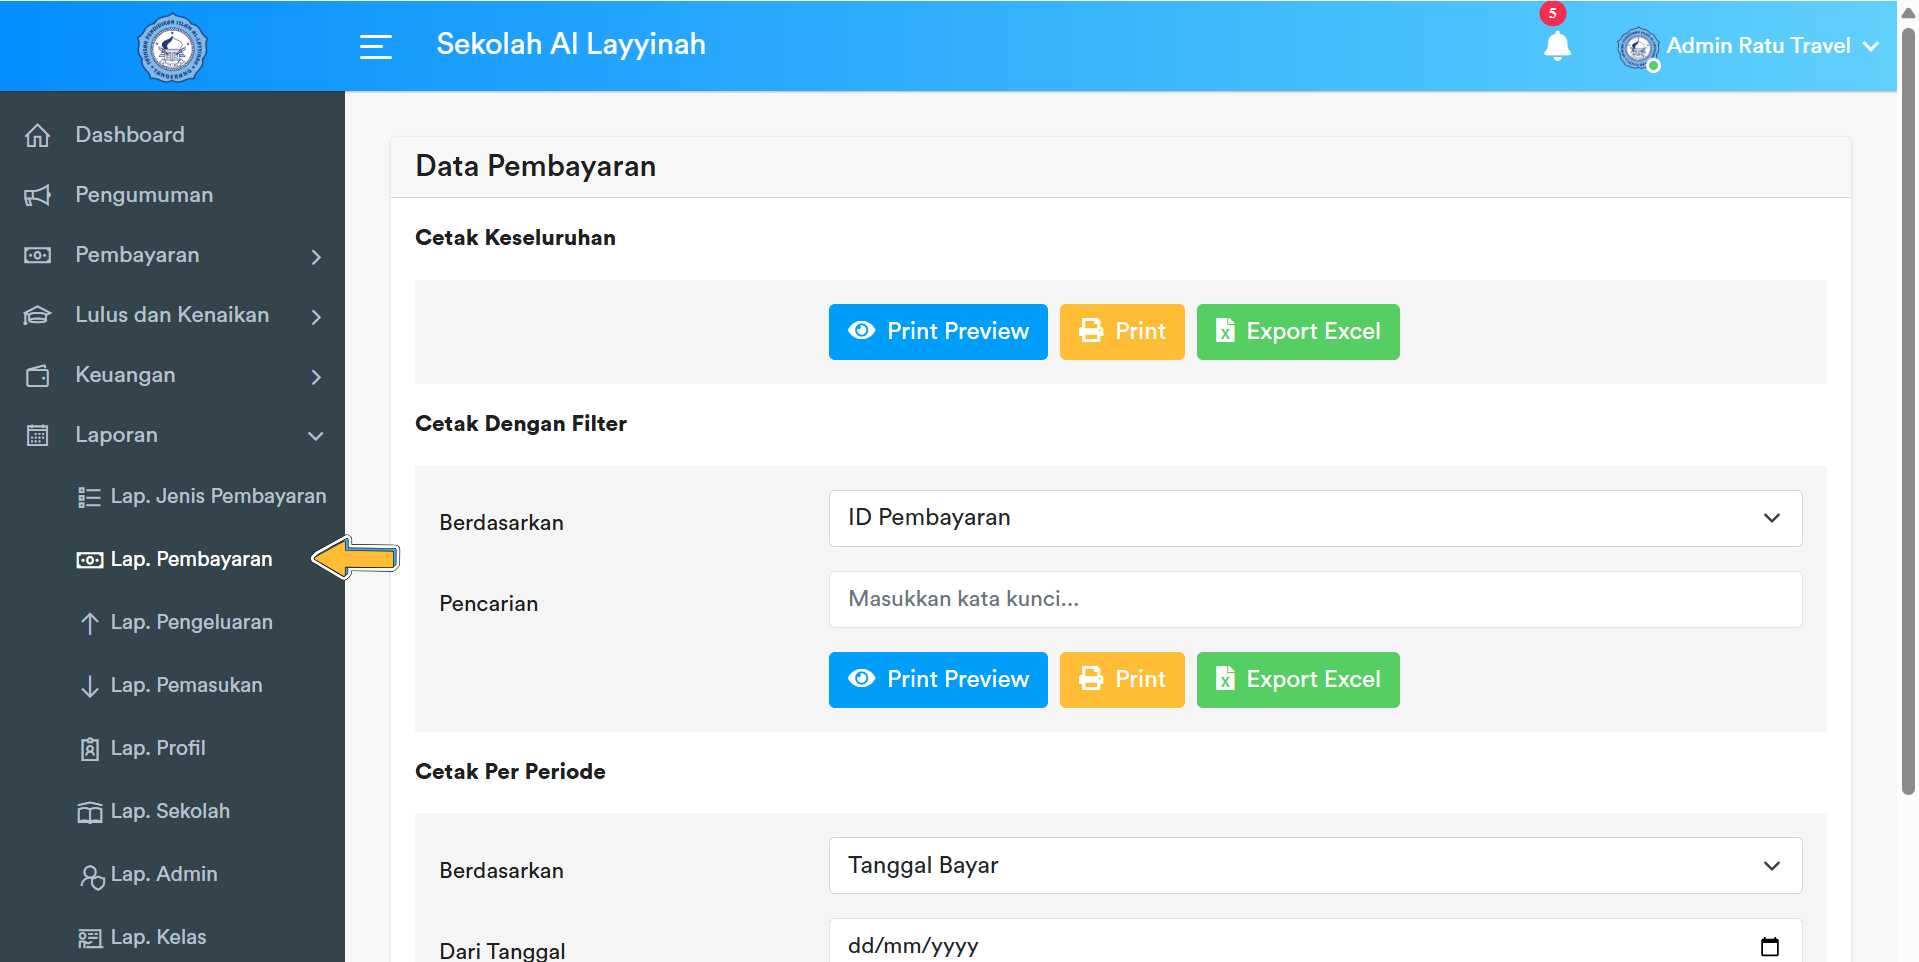 Sekolah Al Layyinah
5
Admin Ratu Travel
Dashboard
Pengumuman
Pembayaran
Lulus dan Kenaikan
Keuangan
Laporan
Lap. Jenis Pembayaran
Lap. Pembayaran
Lap. Pengeluaran
Lap. Pemasukan
Lap. Profil
Lap. Sekolah
Lap. Admin
Lap. Kelas
Data Pembayaran
Cetak Keseluruhan
Print Preview Print Export Excel
Cetak Dengan Filter
Berdasarkan ID Pembayaran
Pencarian Masukkan kata kunci...
Print Preview Print Export Excel
Cetak Per Periode
Berdasarkan Tanggal Bayar
Dari Tanggal dd/mm/yyyy